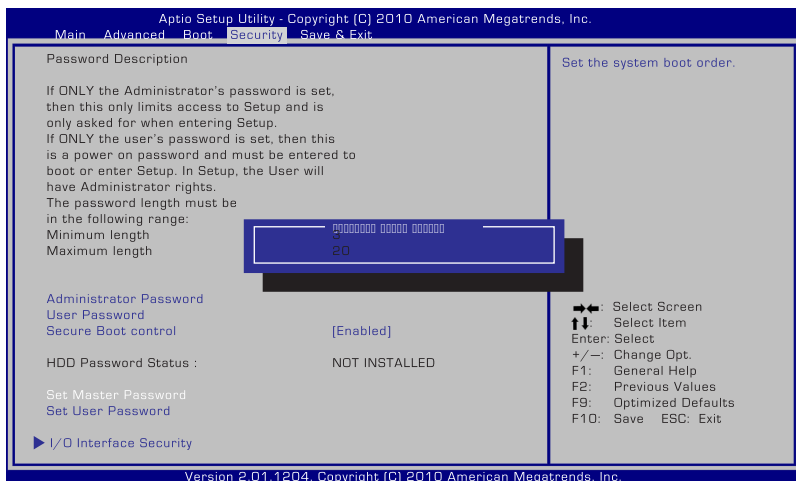 Aptio Setup Utility - Copyright (C) 2010 American Megatrends, Inc.
Main Advanced Boot Security Save & Exit
Password Description
If ONLY the Administrator's password is set,
then this only limits access to Setup and is
only asked for when entering Setup.
If ONLY the user's password is set, then this
is a power on password and must be entered to
boot or enter Setup. In Setup, the User will
have Administrator rights.
The password length must be
in the following range:
Minimum length 3
Maximum length 20
Administrator Password
User Password
Secure Boot control [Enabled]
HDD Password Status : NOT INSTALLED
Set Master Password
Set User Password
I/O Interface Security
Set the system boot order.
→←: Select Screen
↑↓: Select Item
Enter: Select
+/—: Change Opt.
F1: General Help
F2: Previous Values
F9: Optimized Defaults
F10: Save ESC: Exit
Version 2.01.1204. Copyright (C) 2010 American Megatrends, Inc.